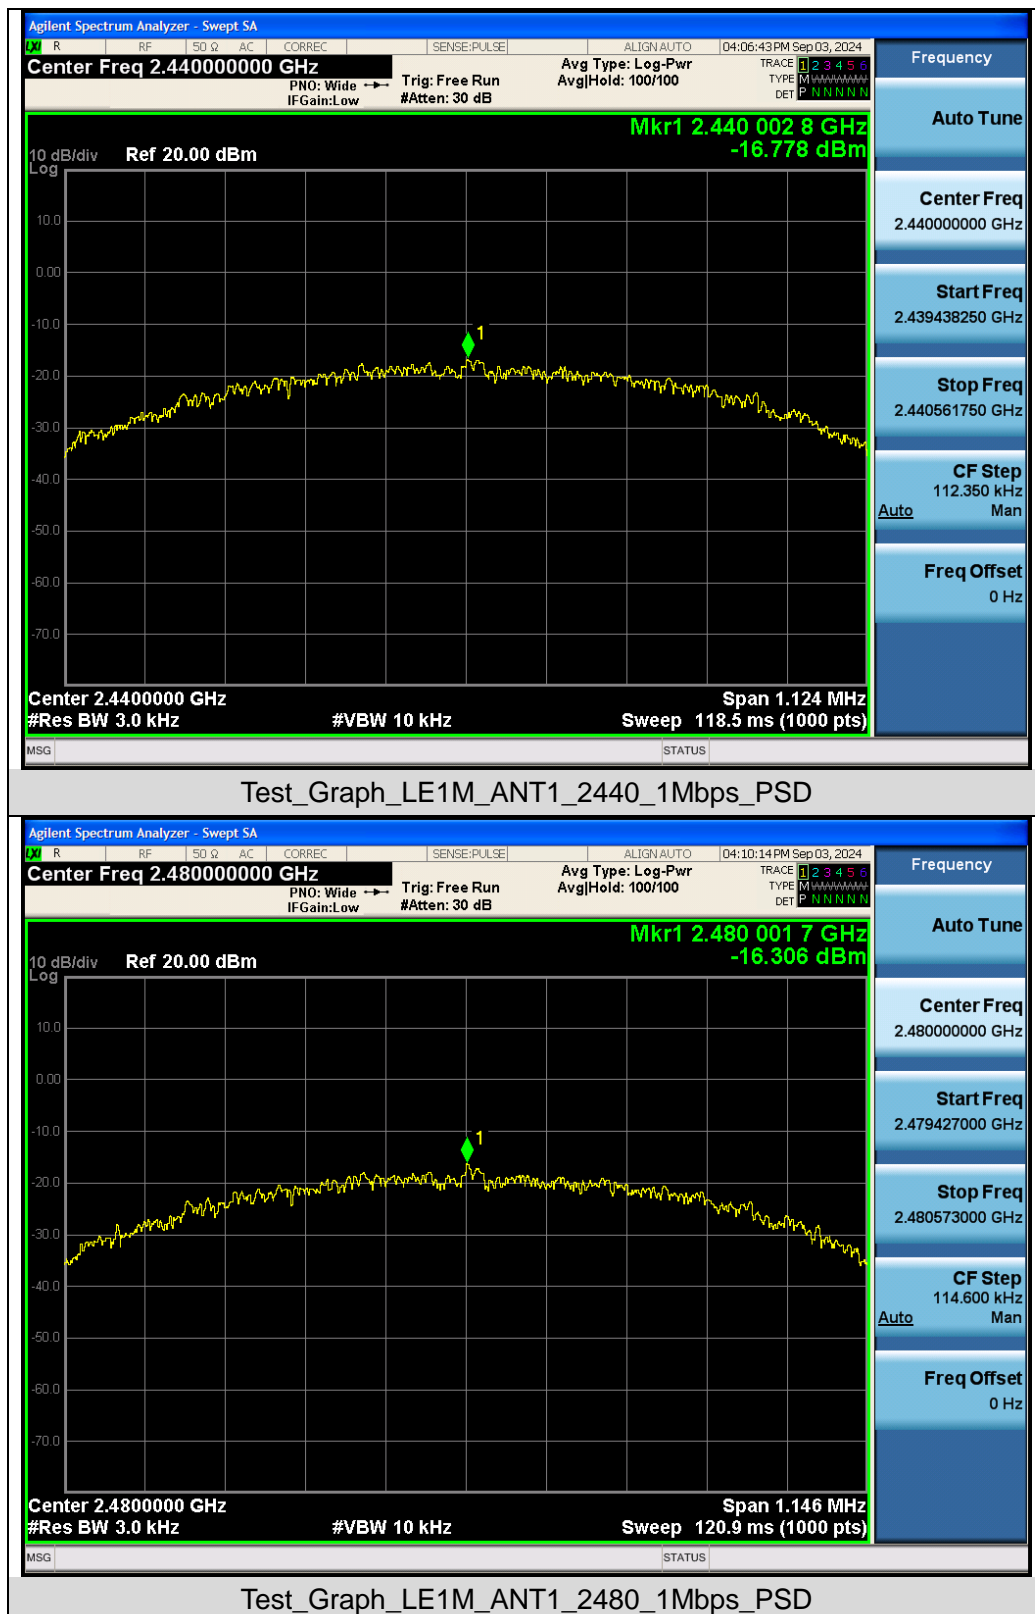 Agilent Spectrum Analyzer - Swept SA
LXI R RF 50 Ω AC CORREC SENSE:PULSE ALIGN AUTO 04:06:43 PM Sep 03, 2024
Center Freq 2.440000000 GHz
PNO: Wide
IFGain:Low
Trig: Free Run
#Atten: 30 dB
Avg Type: Log-Pwr
Avg|Hold: 100/100
TRACE 1 2 3 4 5 6
TYPE M
DET P N N N N N
Mkr1 2.440 002 8 GHz
-16.778 dBm
10 dB/div Ref 20.00 dBm
Log
10.0
0.00
-10.0
-20.0
-30.0
-40.0
-50.0
-60.0
-70.0
1
Center 2.4400000 GHz Span 1.124 MHz
#Res BW 3.0 kHz #VBW 10 kHz Sweep 118.5 ms (1000 pts)
MSG STATUS
Frequency
Auto Tune
Center Freq
2.440000000 GHz
Start Freq
2.439438250 GHz
Stop Freq
2.440561750 GHz
CF Step
112.350 kHz
Auto Man
Freq Offset
0 Hz
Test_Graph_LE1M_ANT1_2440_1Mbps_PSD
Agilent Spectrum Analyzer - Swept SA
LXI R RF 50 Ω AC CORREC SENSE:PULSE ALIGN AUTO 04:10:14 PM Sep 03, 2024
Center Freq 2.480000000 GHz
PNO: Wide
IFGain:Low
Trig: Free Run
#Atten: 30 dB
Avg Type: Log-Pwr
Avg|Hold: 100/100
TRACE 1 2 3 4 5 6
TYPE M
DET P N N N N N
Mkr1 2.480 001 7 GHz
-16.306 dBm
10 dB/div Ref 20.00 dBm
Log
10.0
0.00
-10.0
-20.0
-30.0
-40.0
-50.0
-60.0
-70.0
1
Center 2.4800000 GHz Span 1.146 MHz
#Res BW 3.0 kHz #VBW 10 kHz Sweep 120.9 ms (1000 pts)
MSG STATUS
Frequency
Auto Tune
Center Freq
2.480000000 GHz
Start Freq
2.479427000 GHz
Stop Freq
2.480573000 GHz
CF Step
114.600 kHz
Auto Man
Freq Offset
0 Hz
Test_Graph_LE1M_ANT1_2480_1Mbps_PSD